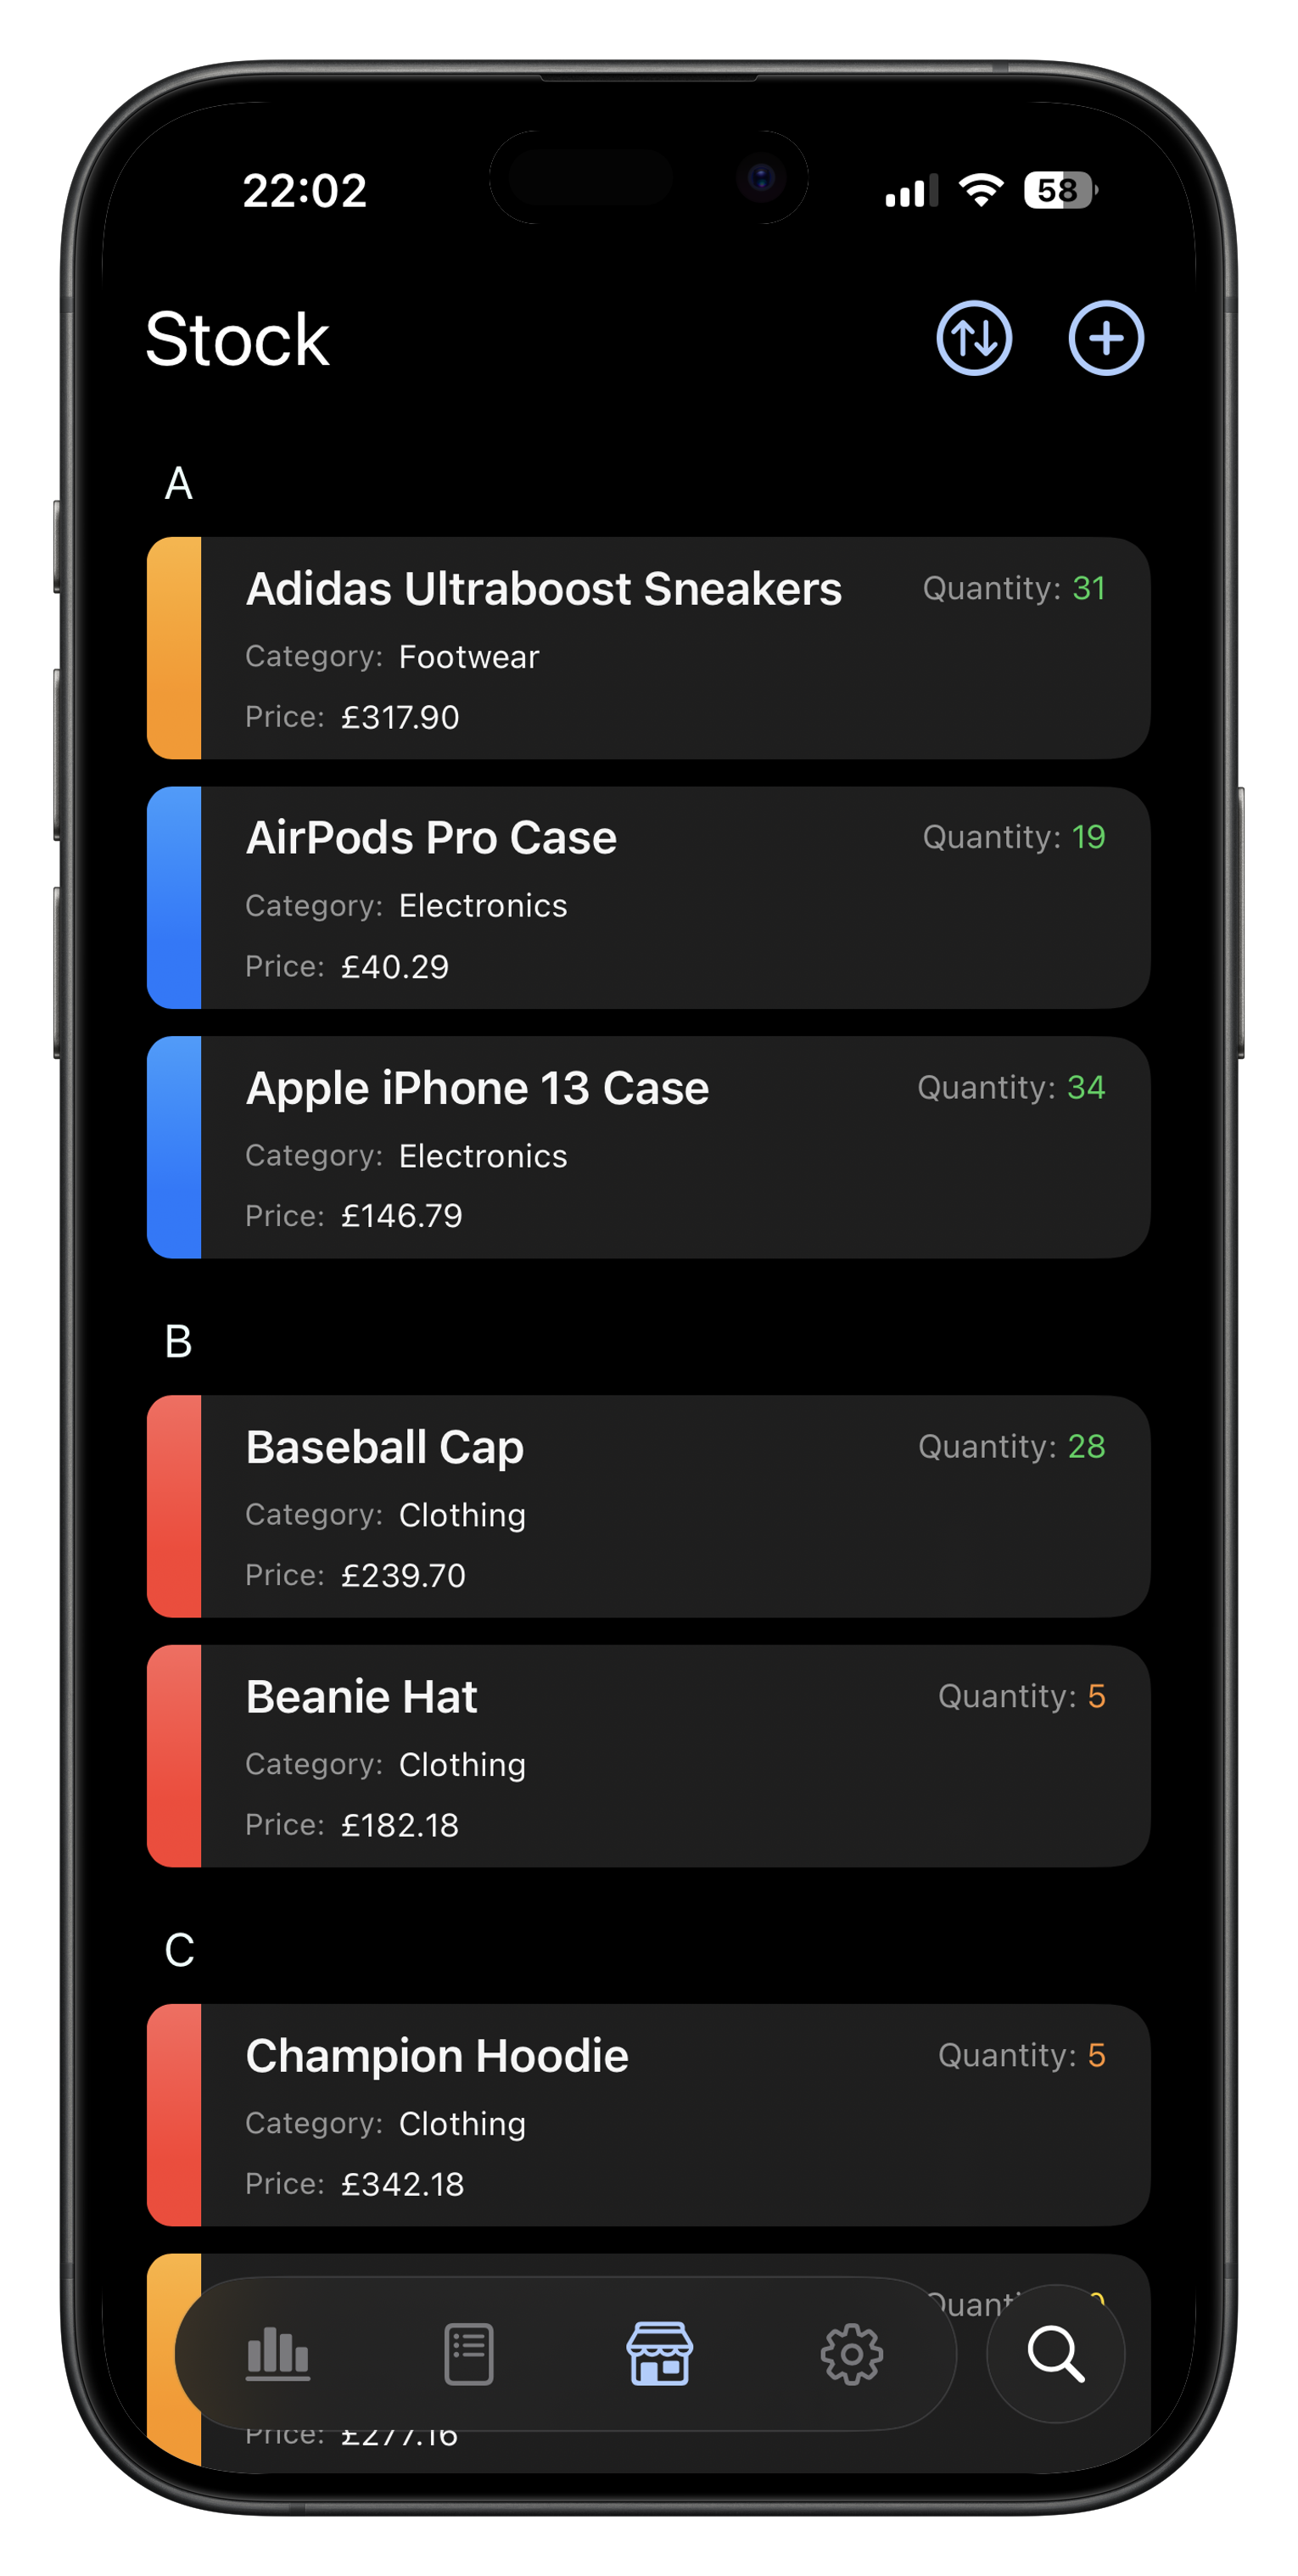 22:02
58
Stock
A
Adidas Ultraboost Sneakers
Quantity: 31
Category: Footwear
Price: £317.90
AirPods Pro Case
Quantity: 19
Category: Electronics
Price: £40.29
Apple iPhone 13 Case
Quantity: 34
Category: Electronics
Price: £146.79
B
Baseball Cap
Quantity: 28
Category: Clothing
Price: £239.70
Beanie Hat
Quantity: 5
Category: Clothing
Price: £182.18
C
Champion Hoodie
Quantity: 5
Category: Clothing
Price: £342.18
Price: £277.16